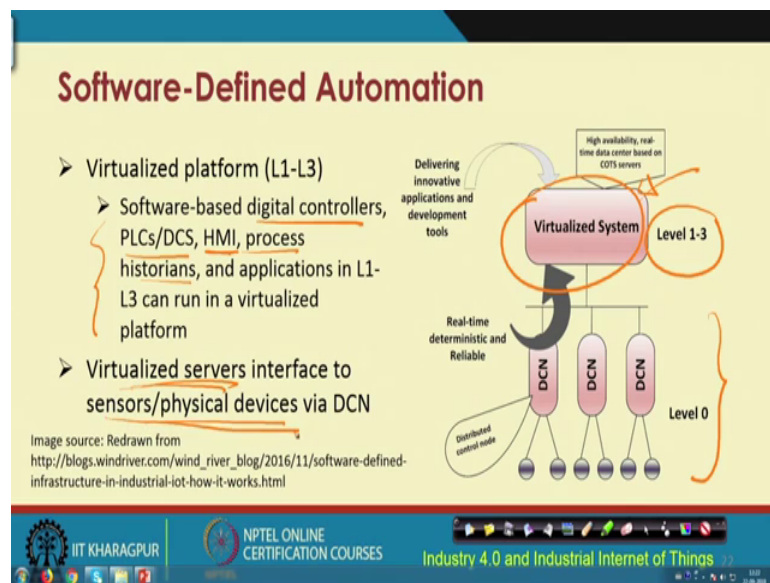 Software-Defined Automation
➢ Virtualized platform (L1-L3)
➢ Software-based digital controllers,
PLCs/DCS, HMI, process
historians, and applications in L1-
L3 can run in a virtualized
platform
➢ Virtualized servers interface to
sensors/physical devices via DCN
Image source: Redrawn from
http://blogs.windriver.com/wind_river_blog/2016/11/software-defined-
infrastructure-in-industrial-iot-how-it-works.html
Delivering
innovative
applications and
development
tools
High availability, real-
time data center based on
COTS servers
Virtualized System
Level 1-3
Real-time
deterministic and
Reliable
DCN
DCN
DCN
Level 0
Distributed
control node
IIT KHARAGPUR
NPTEL ONLINE
CERTIFICATION COURSES
Industry 4.0 and Industrial Internet of Things
22